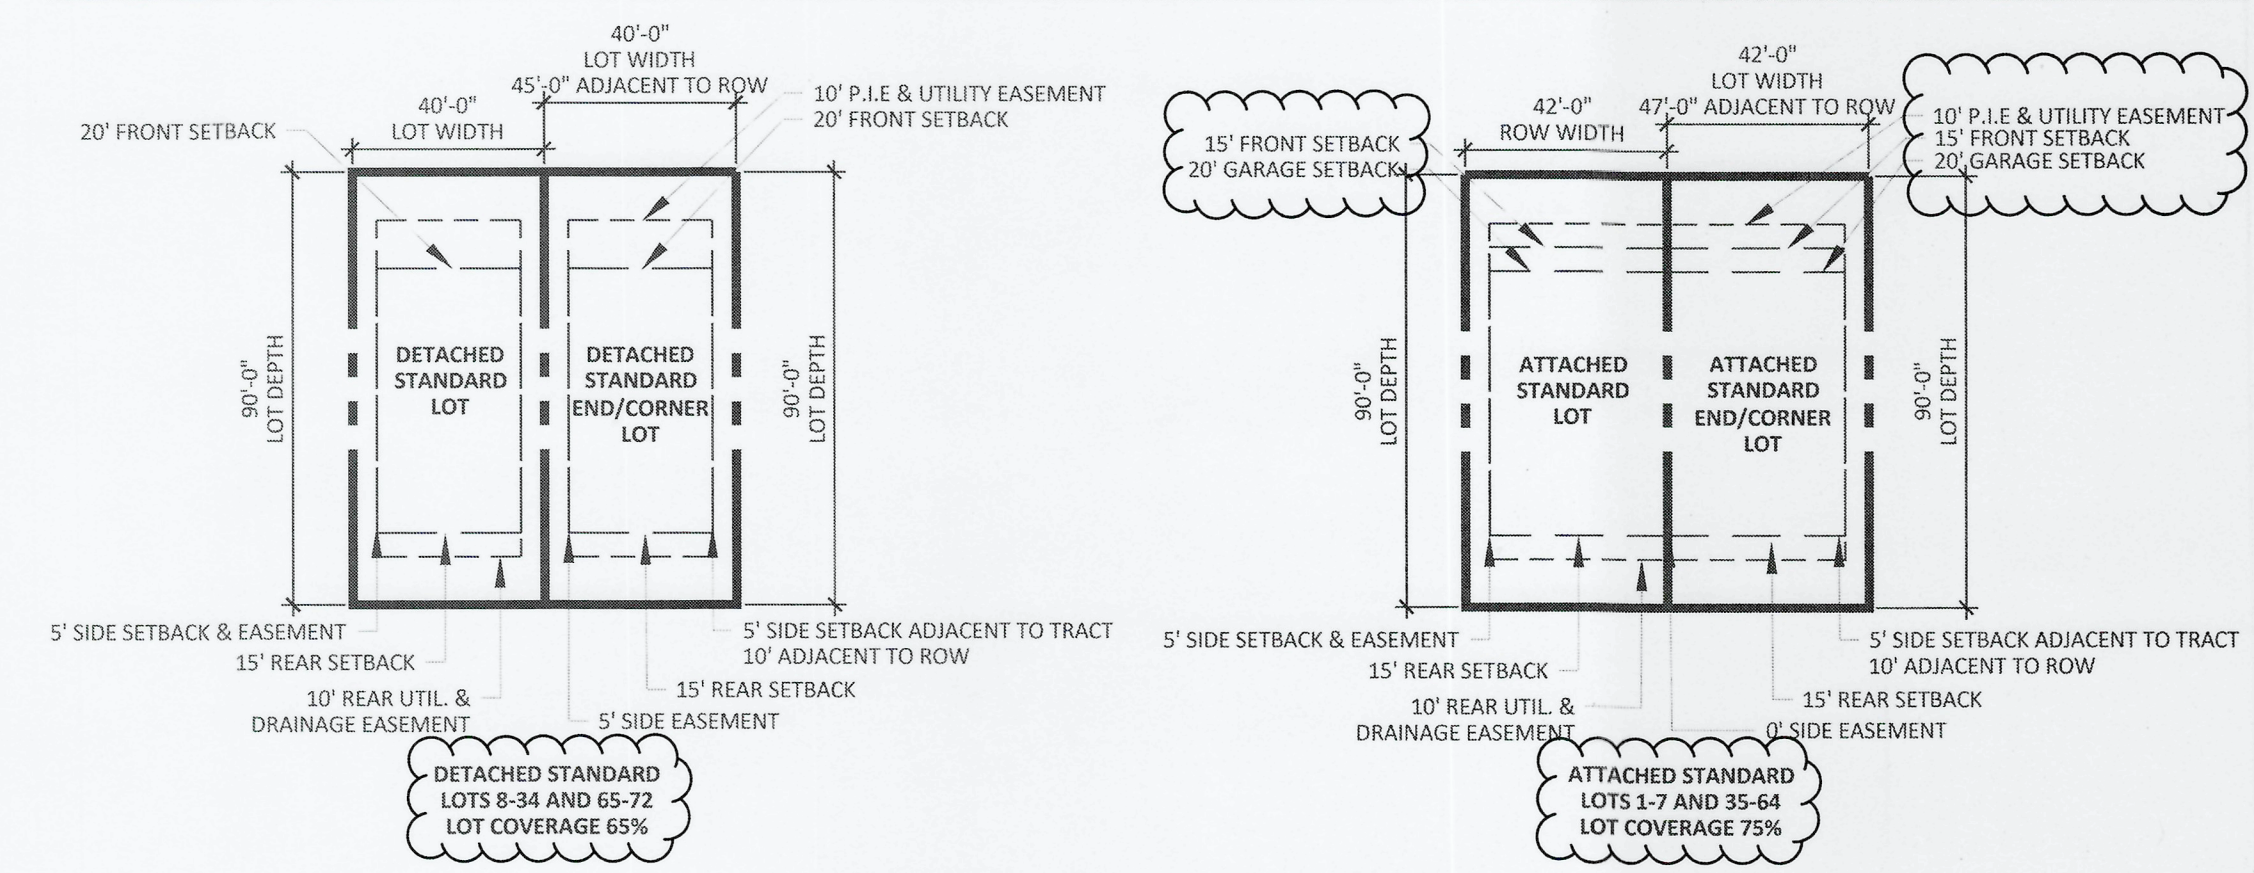 40'-0"
LOT WIDTH
45'-0" ADJACENT TO ROW
40'-0"
LOT WIDTH
20' FRONT SETBACK
10' P.I.E & UTILITY EASEMENT
20' FRONT SETBACK
90'-0"
LOT DEPTH
DETACHED
STANDARD
LOT
DETACHED
STANDARD
END/CORNER
LOT
90'-0"
LOT DEPTH
5' SIDE SETBACK & EASEMENT
15' REAR SETBACK
10' REAR UTIL. &
DRAINAGE EASEMENT
5' SIDE SETBACK ADJACENT TO TRACT
10' ADJACENT TO ROW
15' REAR SETBACK
5' SIDE EASEMENT
DETACHED STANDARD
LOTS 8-34 AND 65-72
LOT COVERAGE 65%
42'-0"
LOT WIDTH
47'-0" ADJACENT TO ROW
42'-0"
ROW WIDTH
15' FRONT SETBACK
20' GARAGE SETBACK
10' P.I.E & UTILITY EASEMENT
15' FRONT SETBACK
20' GARAGE SETBACK
90'-0"
LOT DEPTH
ATTACHED
STANDARD
LOT
ATTACHED
STANDARD
END/CORNER
LOT
90'-0"
LOT DEPTH
5' SIDE SETBACK & EASEMENT
15' REAR SETBACK
10' REAR UTIL. &
DRAINAGE EASEMENT
5' SIDE SETBACK ADJACENT TO TRACT
10' ADJACENT TO ROW
15' REAR SETBACK
0' SIDE EASEMENT
ATTACHED STANDARD
LOTS 1-7 AND 35-64
LOT COVERAGE 75%